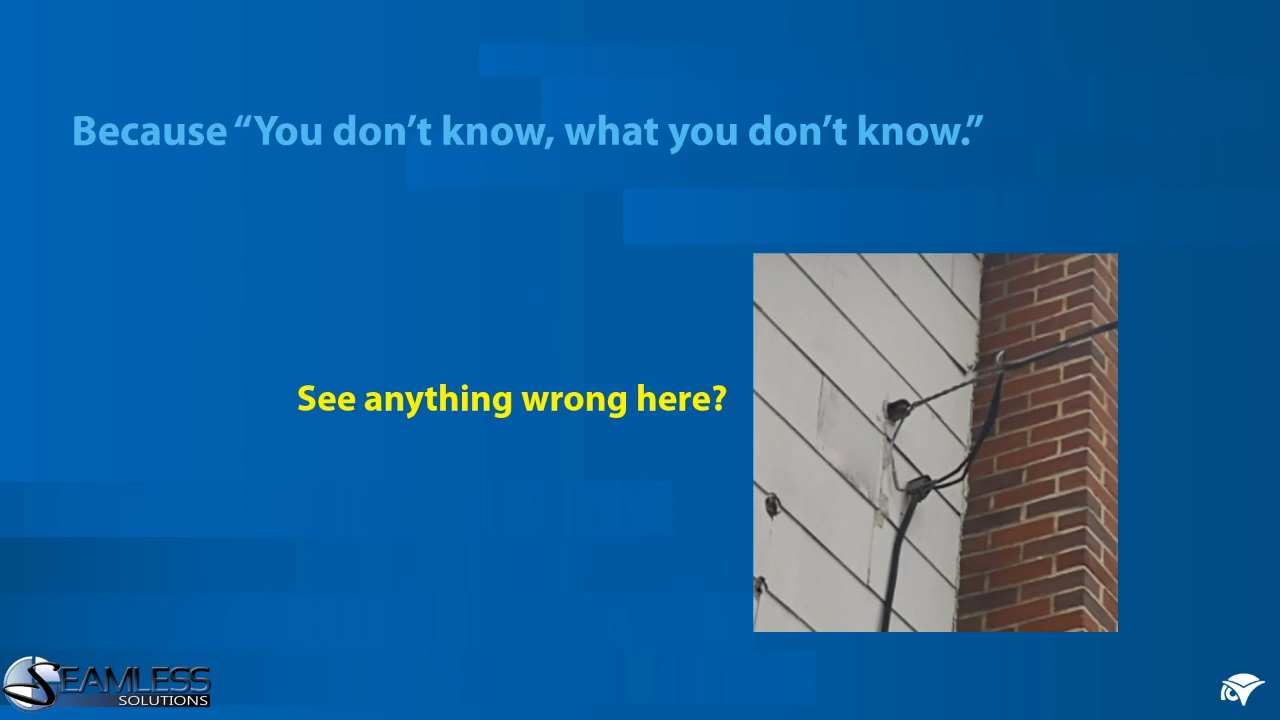 Because “You don’t know, what you don’t know.”
See anything wrong here?
SEAMLESS
SOLUTIONS